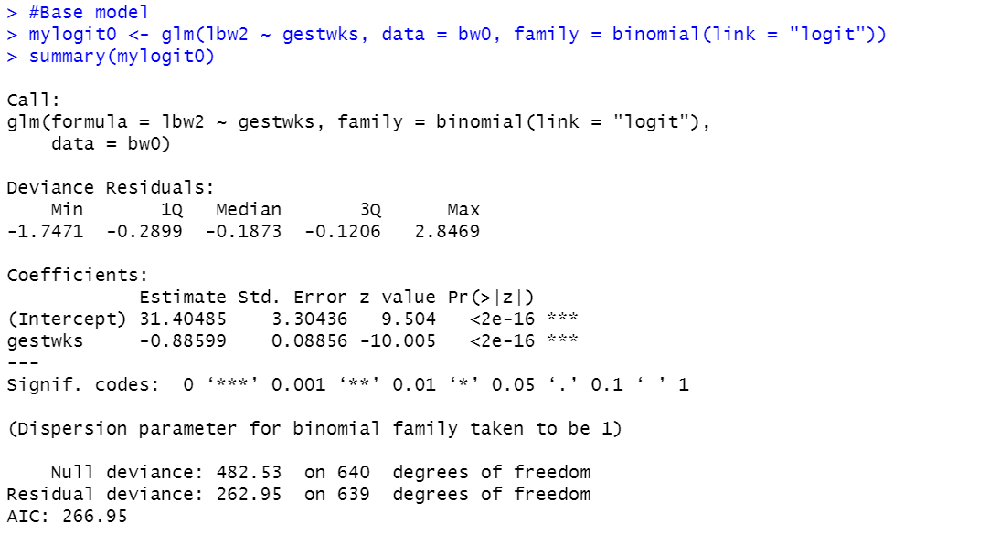 > #Base model
> mylogit0 <- glm(lbw2 ~ gestwks, data = bw0, family = binomial(link = "logit"))
> summary(mylogit0)
Call:
glm(formula = lbw2 ~ gestwks, family = binomial(link = "logit"),
    data = bw0)
Deviance Residuals:
    Min       1Q   Median       3Q      Max
-1.7471  -0.2899  -0.1873  -0.1206   2.8469
Coefficients:
            Estimate Std. Error z value Pr(>|z|)
(Intercept) 31.40485    3.30436   9.504   <2e-16 ***
gestwks     -0.88599    0.08856 -10.005   <2e-16 ***
---
Signif. codes:  0 ‘***’ 0.001 ‘**’ 0.01 ‘*’ 0.05 ‘.’ 0.1 ‘ ’ 1
(Dispersion parameter for binomial family taken to be 1)
    Null deviance: 482.53  on 640  degrees of freedom
Residual deviance: 262.95  on 639  degrees of freedom
AIC: 266.95